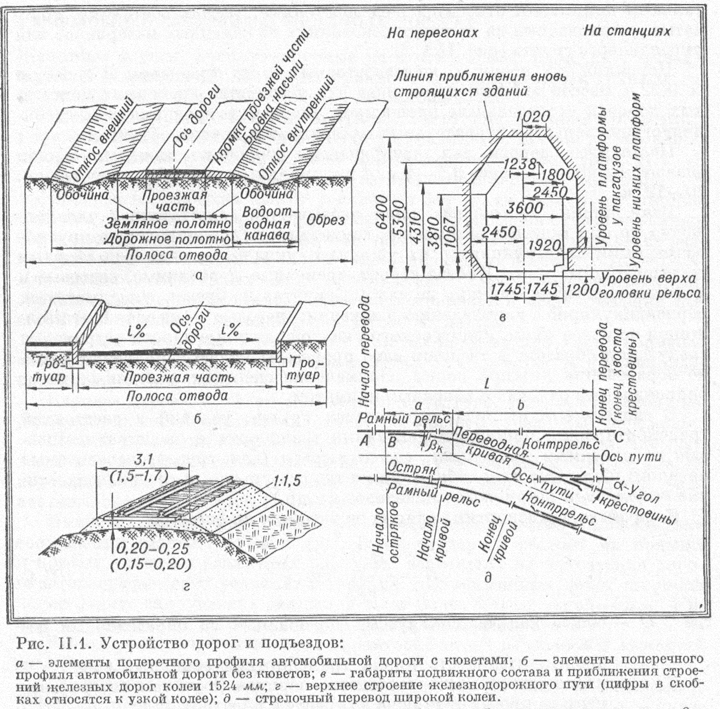 На перегонах
На станциях
Линия приближения вновь
строящихся зданий
1020
1238
1800
2450
3600
2450
1920
6400
5300
4310
3810
1067
1745
1745
1200
Уровень платформы
у пакгаузов
Уровень низких платформ
Уровень верха
головки рельса
в
Откос внешний
Ось дороги
Кромка проезжей части
Бровка насыпи
Откос внутренний
Обочина
Проезжая
часть
Обочина
Земляное полотно
Дорожное полотно
Водоот-
водная
канава
Обрез
Полоса отвода
а
i%
Ось
дороги
i%
Тро-
туар
Проезжая часть
Тро-
туар
Полоса отвода
б
3,1
(1,5–1,7)
1:1,5
0,20–0,25
(0,15–0,20)
г
Начало перевода
Конец перевода
(конец хвоста
крестовины)
l
a
b
Рамный рельс
A
B
βк
Переводная
кривая
Контррельс
C
Ось пути
Остряк
Рамный рельс
Ось пути
Контррельс
α-Угол
крестовины
Начало
остряков
Начало
кривой
Конец
кривой
д
Рис. II.1. Устройство дорог и подъездов:
а — элементы поперечного профиля автомобильной дороги с кюветами; б — элементы поперечного
профиля автомобильной дороги без кюветов; в — габариты подвижного состава и приближения строе-
ний железных дорог колеи 1524 мм; г — верхнее строение железнодорожного пути (цифры в скоб-
ках относятся к узкой колее); д — стрелочный перевод широкой колеи.